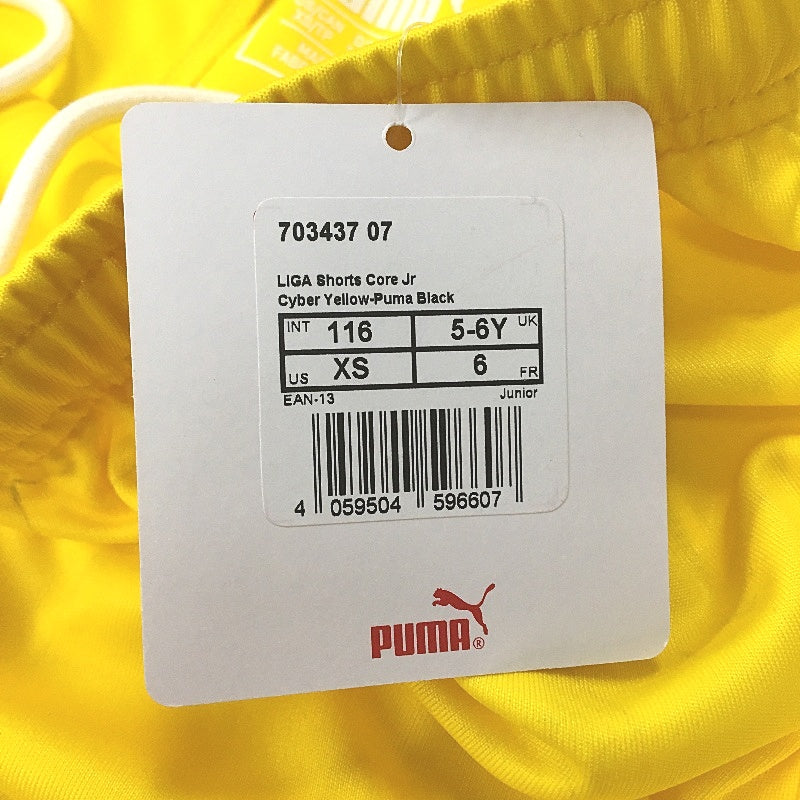 PUMA
703437 07
LIGA Shorts Core Jr
Cyber Yellow-Puma Black
INT 116 5-6Y UK
US XS 6 FR
EAN-13 Junior
4 059504 596607
PUMA®